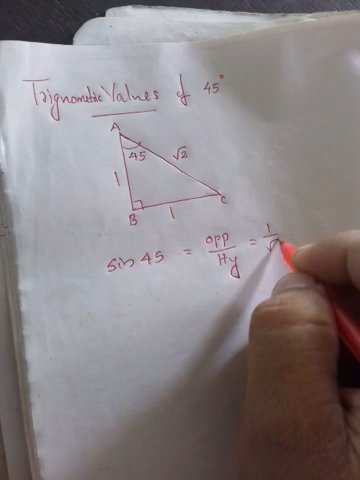 Trignometric Values of 45°
A
45 √2
1
B 1 C
sin 45 = opp/Hy = 1/√